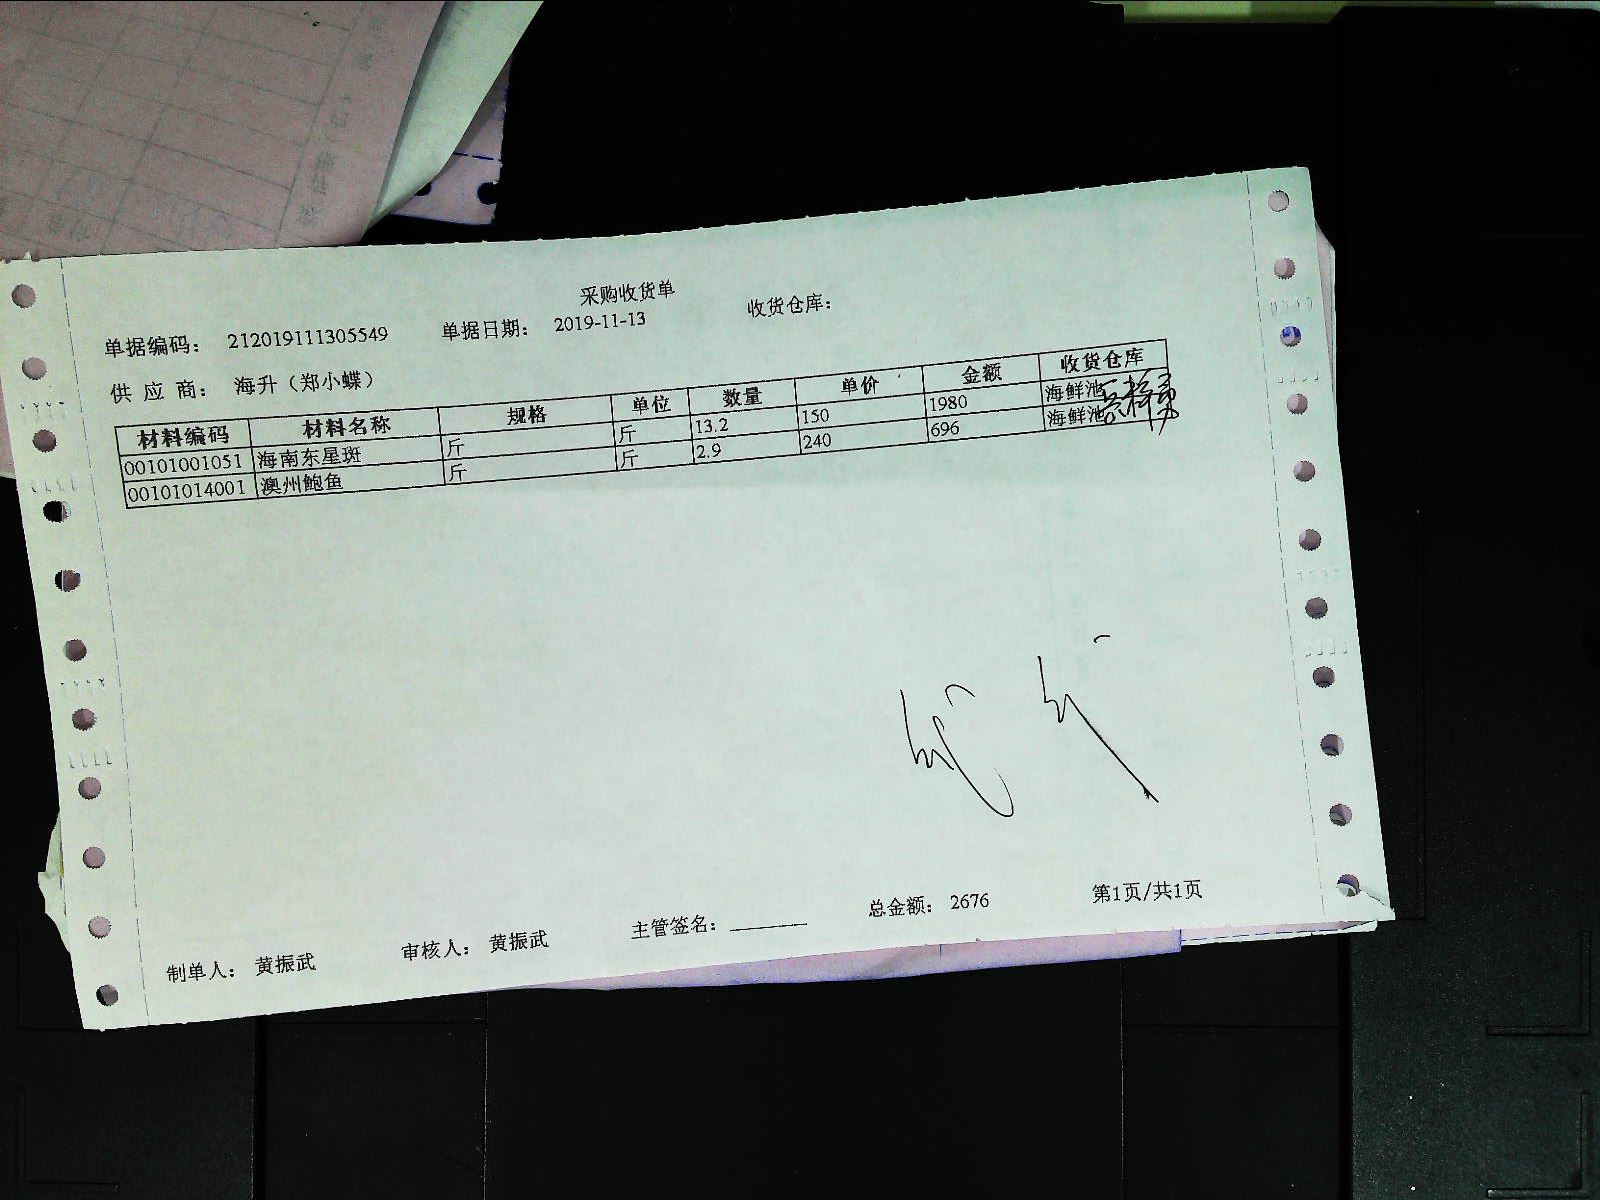 采购收货单
单据编码： 212019111305549 单据日期： 2019-11-13 收货仓库：
供 应 商： 海升（郑小蝶）
材料编码 材料名称 规格 单位 数量 单价 金额 收货仓库
00101001051 海南东星斑 斤 斤 13.2 150 1980 海鲜池
00101014001 澳州鲍鱼 斤 斤 2.9 240 696 海鲜池
制单人： 黄振武 审核人： 黄振武 主管签名： 总金额： 2676 第1页/共1页